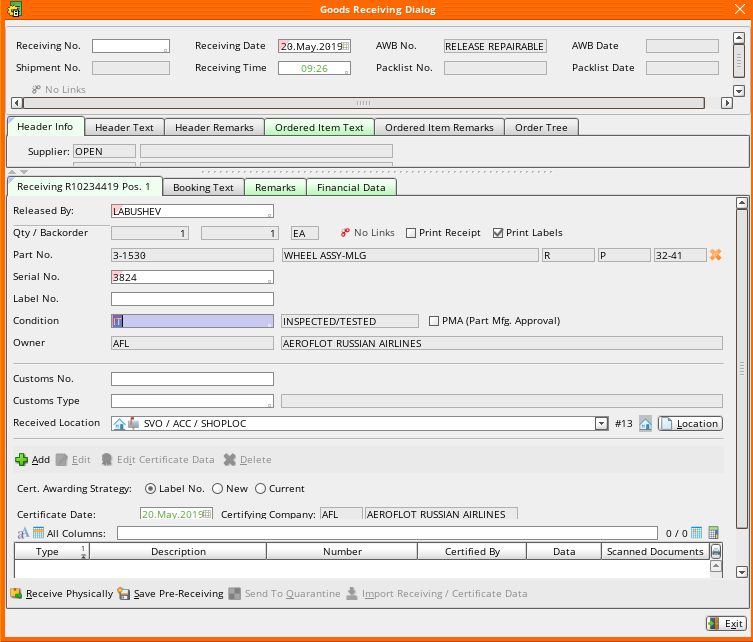 Goods Receiving Dialog
Receiving No. Receiving Date 20.May.2019 AWB No. RELEASE REPAIRABLE AWB Date
Shipment No. Receiving Time 09:26 Packlist No. Packlist Date
No Links
Header Info Header Text Header Remarks Ordered Item Text Ordered Item Remarks Order Tree
Supplier: OPEN
Receiving R10234419 Pos. 1 Booking Text Remarks Financial Data
Released By: LABUSHEV
Qty / Backorder 1 1 EA No Links Print Receipt Print Labels
Part No. 3-1530 WHEEL ASSY-MLG R P 32-41
Serial No. 3824
Label No.
Condition IT INSPECTED/TESTED PMA (Part Mfg. Approval)
Owner AFL AEROFLOT RUSSIAN AIRLINES
Customs No.
Customs Type
Received Location SVO / ACC / SHOPLOC #13 Location
Add Edit Edit Certificate Data Delete
Cert. Awarding Strategy: Label No. New Current
Certificate Date: 20.May.2019 Certifying Company: AFL AEROFLOT RUSSIAN AIRLINES
All Columns: 0 / 0
Type 1 Description Number Certified By Data Scanned Documents
Receive Physically Save Pre-Receiving Send To Quarantine Import Receiving / Certificate Data
Exit